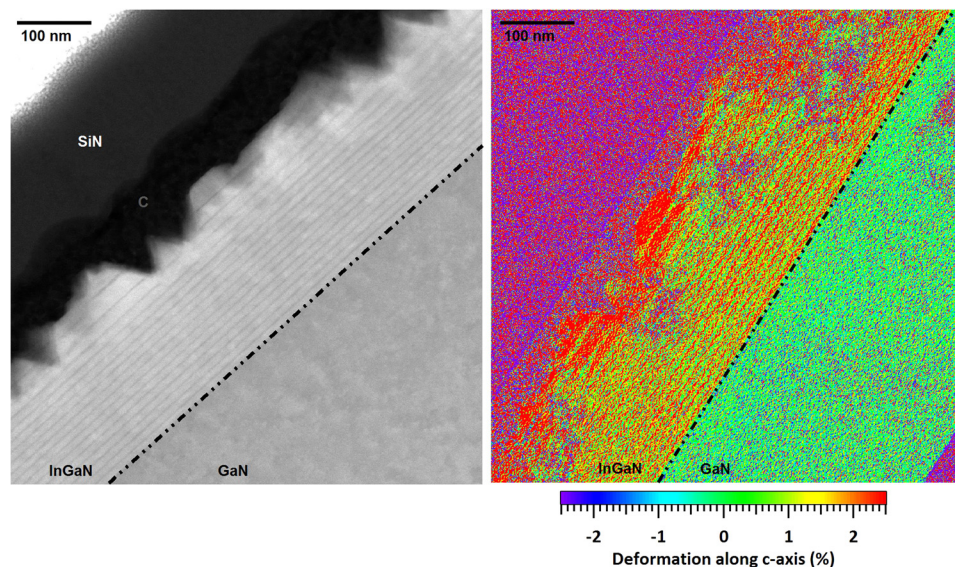 100 nm
SiN
C
InGaN
GaN
100 nm
InGaN
GaN
-2 -1 0 1 2
Deformation along c-axis (%)